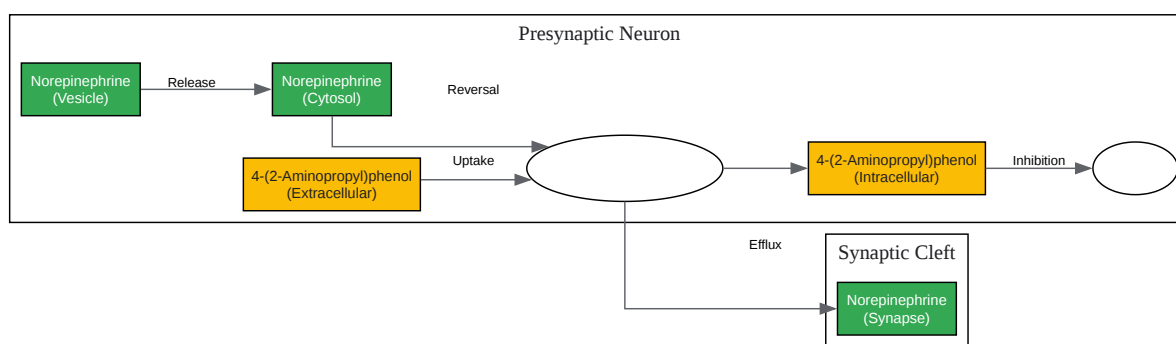 Presynaptic Neuron
Norepinephrine
(Vesicle)
Release
Norepinephrine
(Cytosol)
Reversal
4-(2-Aminopropyl)phenol
(Extracellular)
Uptake
4-(2-Aminopropyl)phenol
(Intracellular)
Inhibition
Efflux
Synaptic Cleft
Norepinephrine
(Synapse)